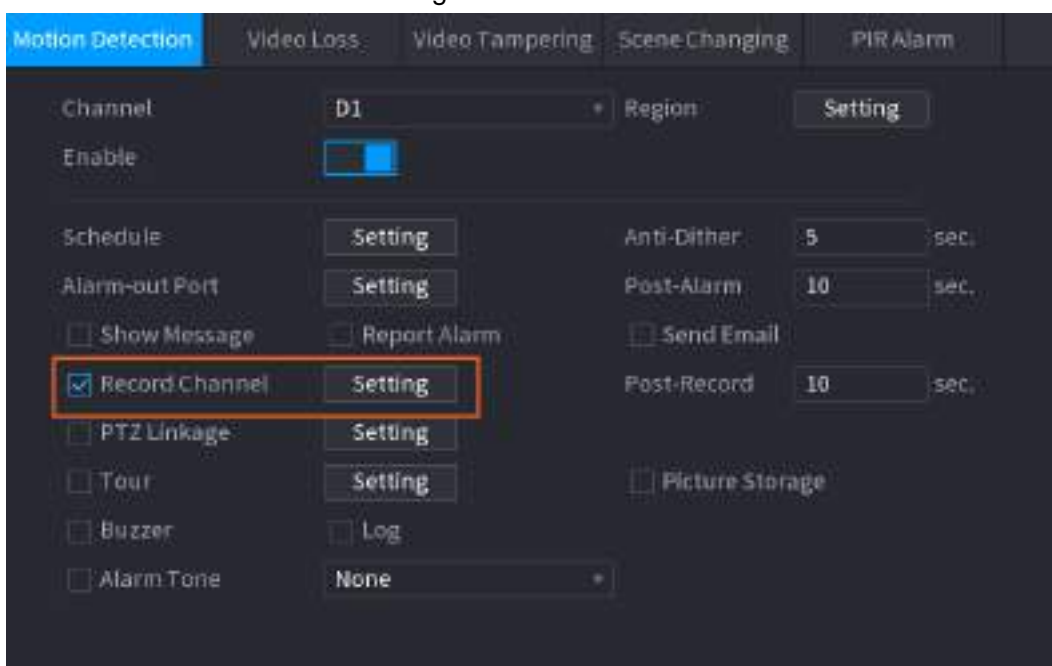 Motion Detection Video Loss Video Tampering Scene Changing PIR Alarm
Channel D1 Region Setting
Enable
Schedule Setting Anti-Dither 5 sec.
Alarm-out Port Setting Post-Alarm 10 sec.
Show Message Report Alarm Send Email
Record Channel Setting Post-Record 10 sec.
PTZ Linkage Setting
Tour Setting Picture Storage
Buzzer Log
Alarm Tone None